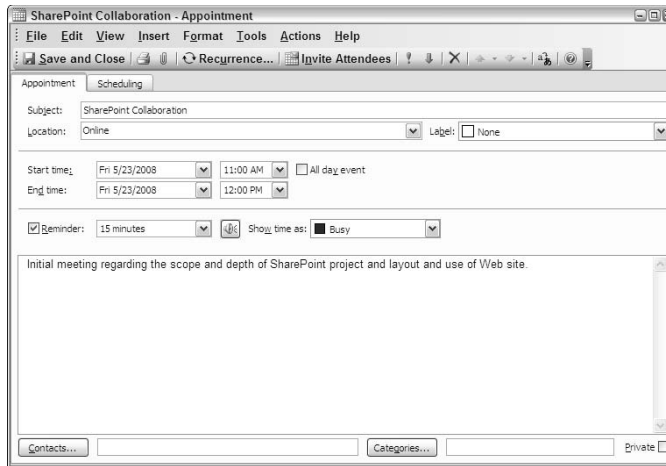 SharePoint Collaboration - Appointment
File Edit View Insert Format Tools Actions Help
Save and Close Recurrence... Invite Attendees
Appointment Scheduling
Subject: SharePoint Collaboration
Location: Online Label: None
Start time: Fri 5/23/2008 11:00 AM All day event
End time: Fri 5/23/2008 12:00 PM
Reminder: 15 minutes Show time as: Busy
Initial meeting regarding the scope and depth of SharePoint project and layout and use of Web site.
Contacts... Categories... Private